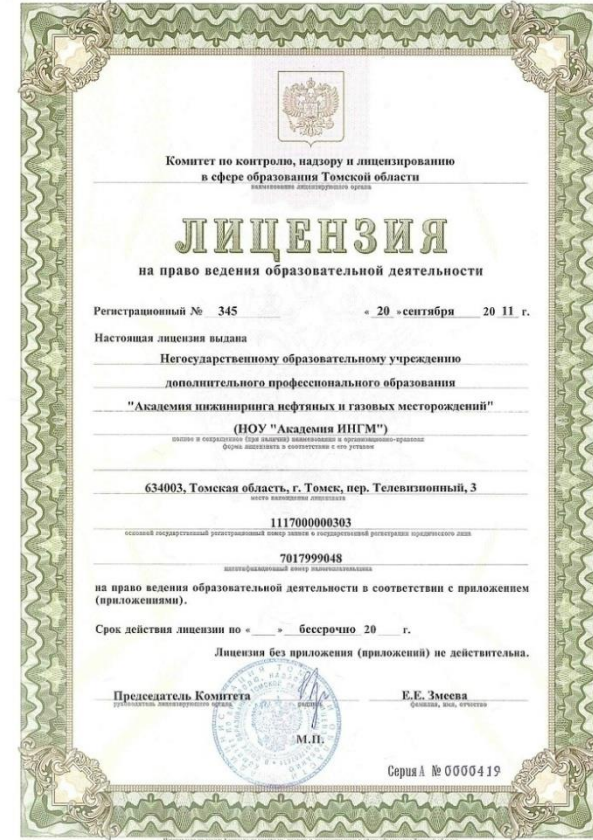 Комитет по контролю, надзору и лицензированию
в сфере образования Томской области
наименование лицензирующего органа
ЛИЦЕНЗИЯ
на право ведения образовательной деятельности
Регистрационный № 345 « 20 » сентября 20 11 г.
Настоящая лицензия выдана
Негосударственному образовательному учреждению
дополнительного профессионального образования
"Академия инжиниринга нефтяных и газовых месторождений"
(НОУ "Академия ИНГМ")
полное и сокращенное (при наличии) наименование и организационно-правовая
форма лицензиата в соответствии с его уставом
634003, Томская область, г. Томск, пер. Телевизионный, 3
место нахождения лицензиата
1117000000303
основной государственный регистрационный номер записи о государственной регистрации юридического лица
7017999048
идентификационный номер налогоплательщика
на право ведения образовательной деятельности в соответствии с приложением
(приложениями).
Срок действия лицензии по « » бессрочно 20 г.
Лицензия без приложения (приложений) не действительна.
Председатель Комитета Е.Е. Змеева
руководитель лицензирующего органа подпись фамилия, имя, отчество
М.П.
Серия А № 0000419